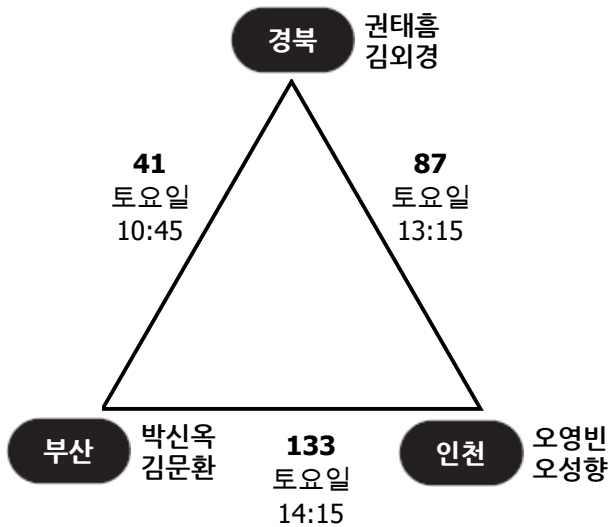 경북
권태흠
김외경
41
토요일
10:45
87
토요일
13:15
부산
박신옥
김문환
133
토요일
14:15
인천
오영빈
오성향